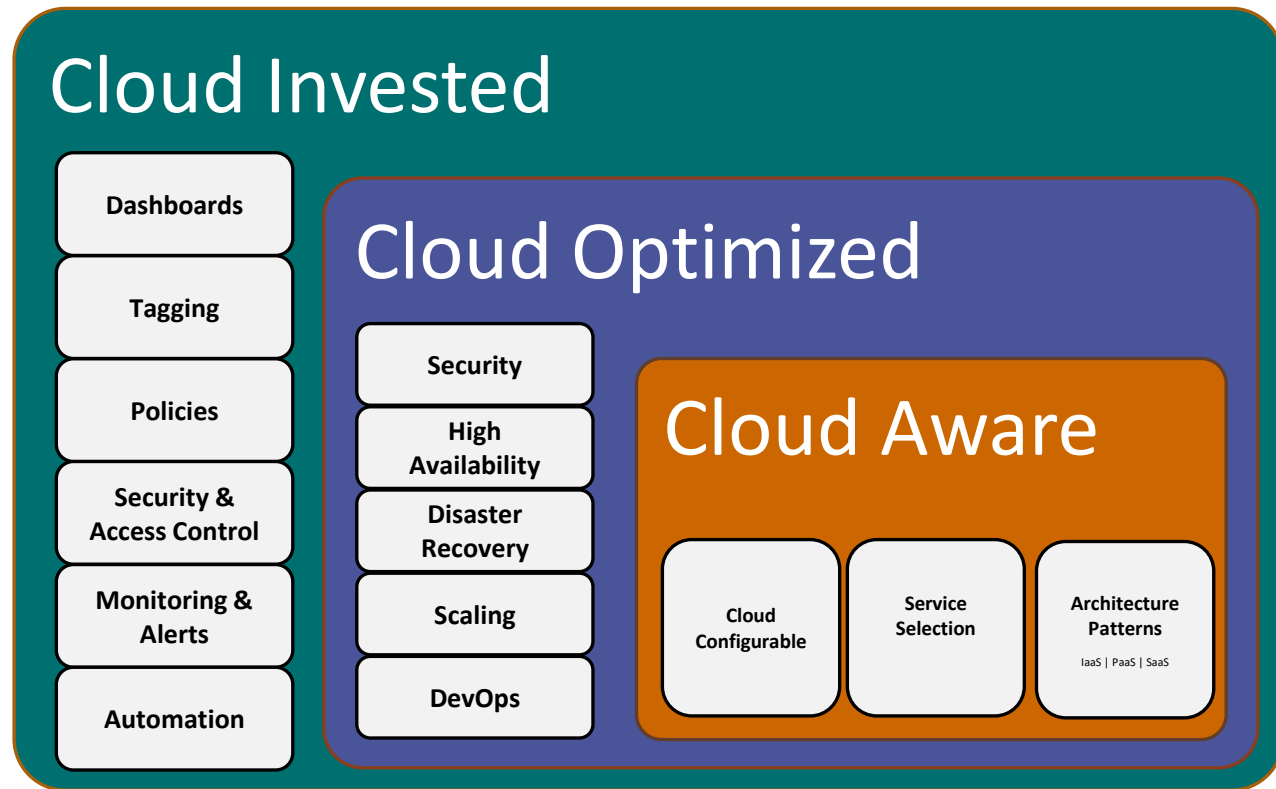 Cloud Invested
Dashboards
Tagging
Policies
Security &
Access Control
Monitoring &
Alerts
Automation
Cloud Optimized
Security
High
Availability
Disaster
Recovery
Scaling
DevOps
Cloud Aware
Cloud
Configurable
Service
Selection
Architecture
Patterns
IaaS | PaaS | SaaS